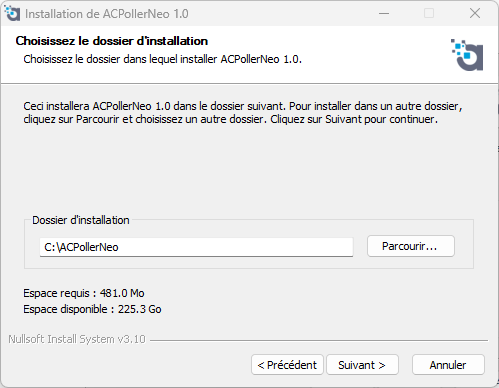 Installation de ACPollerNeo 1.0
Choisissez le dossier d'installation
Choisissez le dossier dans lequel installer ACPollerNeo 1.0.
Ceci installera ACPollerNeo 1.0 dans le dossier suivant. Pour installer dans un autre dossier,
cliquez sur Parcourir et choisissez un autre dossier. Cliquez sur Suivant pour continuer.
Dossier d'installation
C:\ACPollerNeo
Parcourir...
Espace requis : 481.0 Mo
Espace disponible : 225.3 Go
Nullsoft Install System v3.10
< Précédent
Suivant >
Annuler